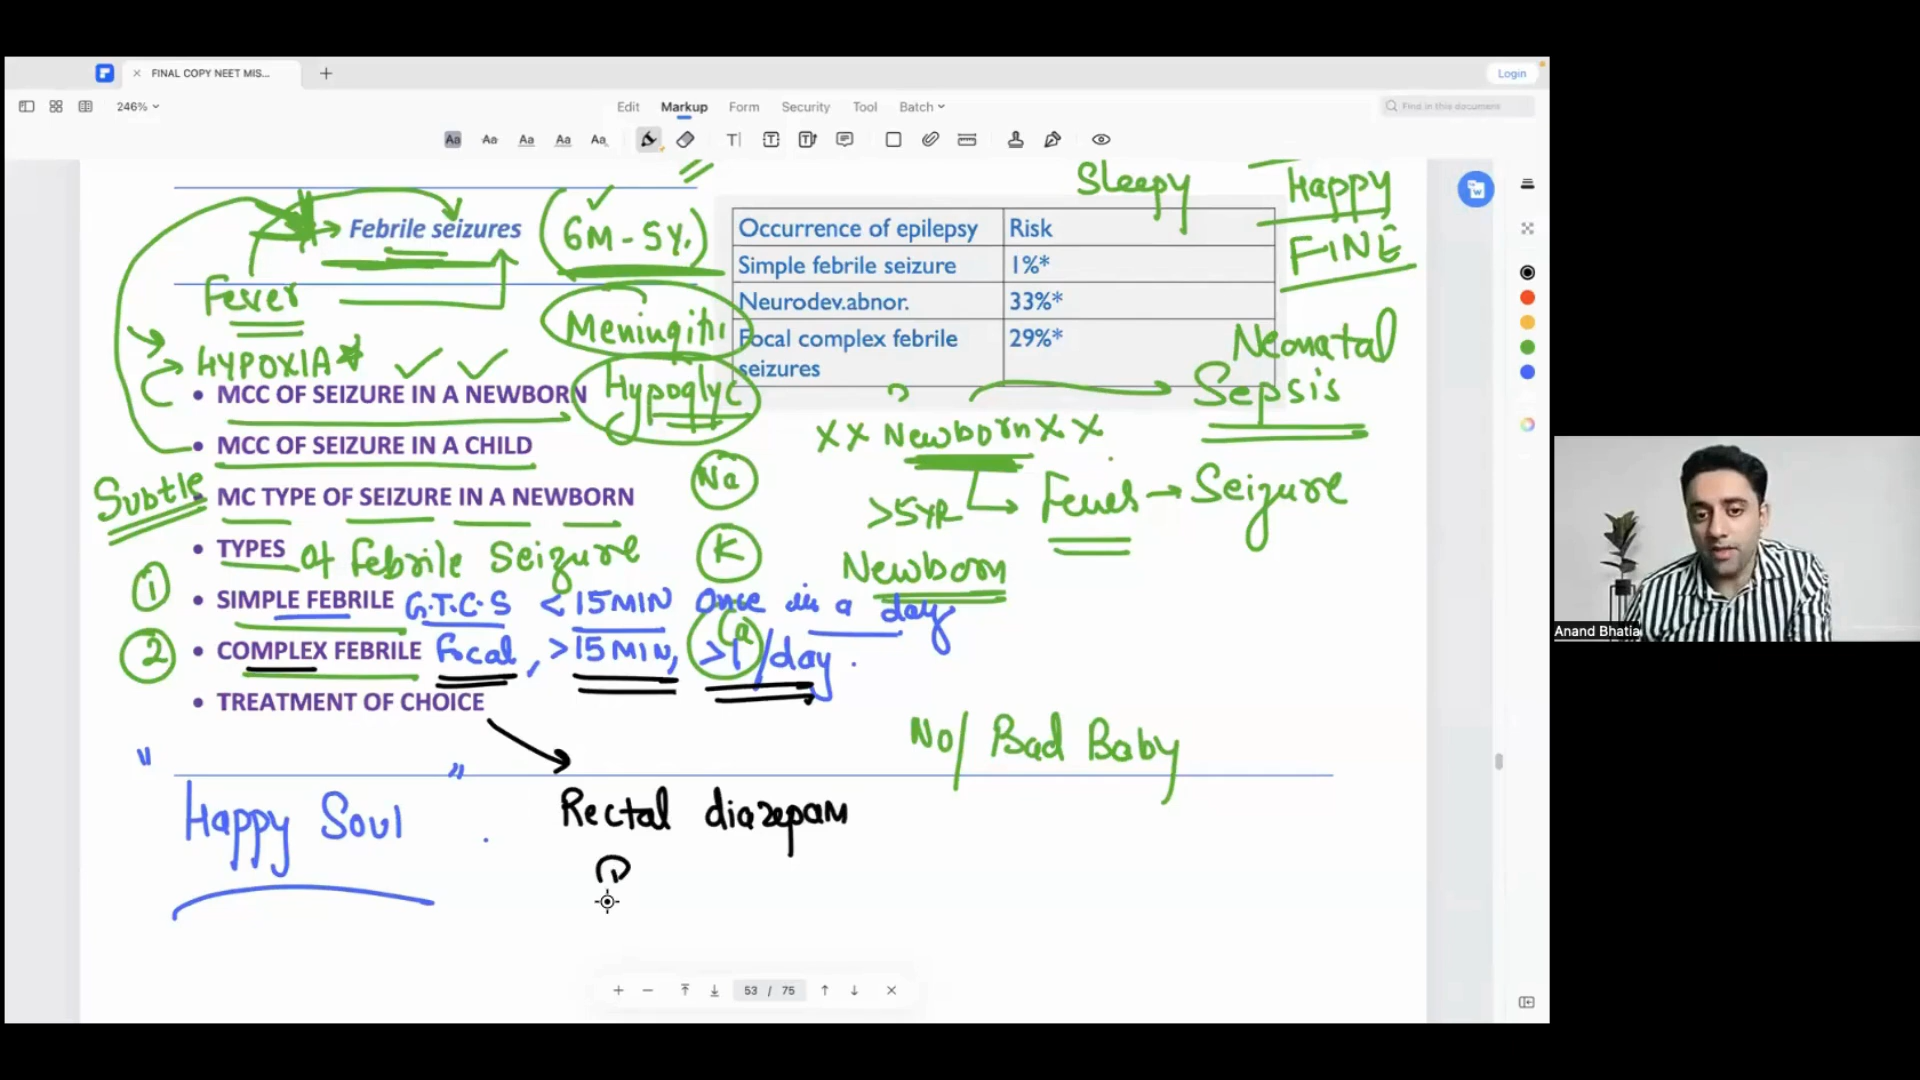 FINAL COPY NEET MIS...
Login
246%
Edit Markup Form Security Tool Batch
Find in this document
Sleepy
Happy
FINE
Febrile seizures
6M - 5y.
Fever
Occurrence of epilepsy Risk
Simple febrile seizure 1%*
Neurodev.abnor. 33%*
Focal complex febrile seizures 29%*
Meningiti
HYPOXIA
Hypoglyc
Neonatal
Sepsis
• MCC OF SEIZURE IN A NEWBORN
XX Newborn XX
• MCC OF SEIZURE IN A CHILD
Subtle
• MC TYPE OF SEIZURE IN A NEWBORN
Na
>5YR
Seizure
• TYPES of Febrile Seizure
K
Newborn
1 • SIMPLE FEBRILE G.T.C.S <15MIN Once in a day
Ca
2 • COMPLEX FEBRILE Focal, >15MIN, >1/day.
• TREATMENT OF CHOICE
No/ Bad Baby
" Happy Soul "
Rectal diazepam
53 / 75
Anand Bhatia